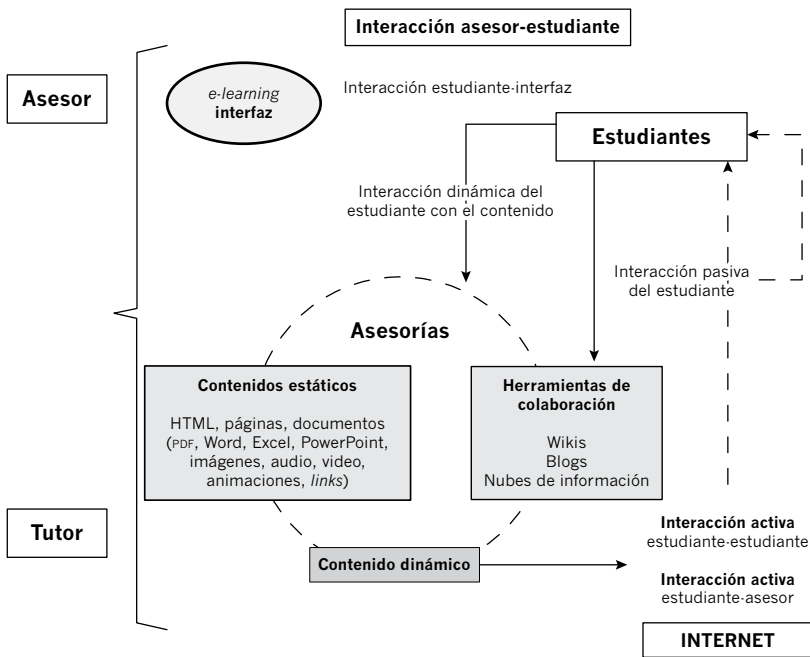 Interacción asesor-estudiante
Asesor
e-learning
interfaz
Interacción estudiante-interfaz
Estudiantes
Interacción dinámica del
estudiante con el contenido
Interacción pasiva
del estudiante
Asesorías
Contenidos estáticos
HTML, páginas, documentos
(PDF, Word, Excel, PowerPoint,
imágenes, audio, video,
animaciones, links)
Herramientas de
colaboración
Wikis
Blogs
Nubes de información
Tutor
Contenido dinámico
Interacción activa
estudiante-estudiante
Interacción activa
estudiante-asesor
INTERNET